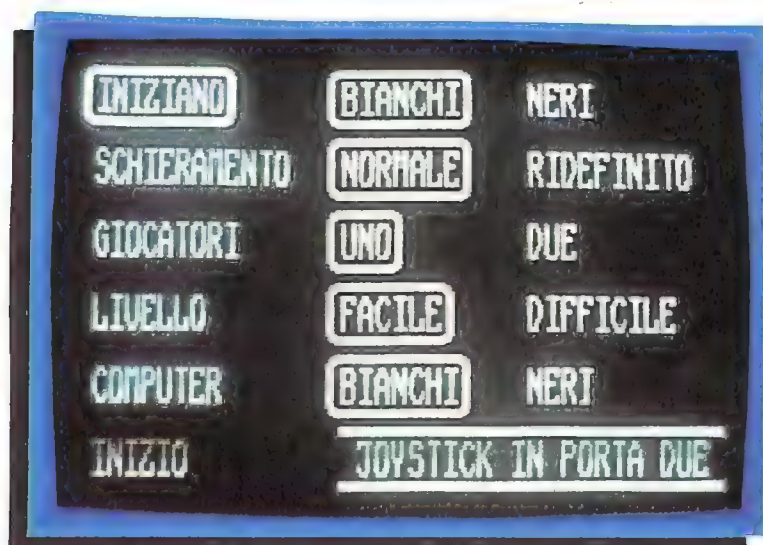 INIZIANO BIANCHI NERI
SCHIERAMENTO NORMALE RIDEFINITO
GIOCATORI UNO DUE
LIVELLO FACILE DIFFICILE
COMPUTER BIANCHI NERI
INIZIO JOYSTICK IN PORTA DUE